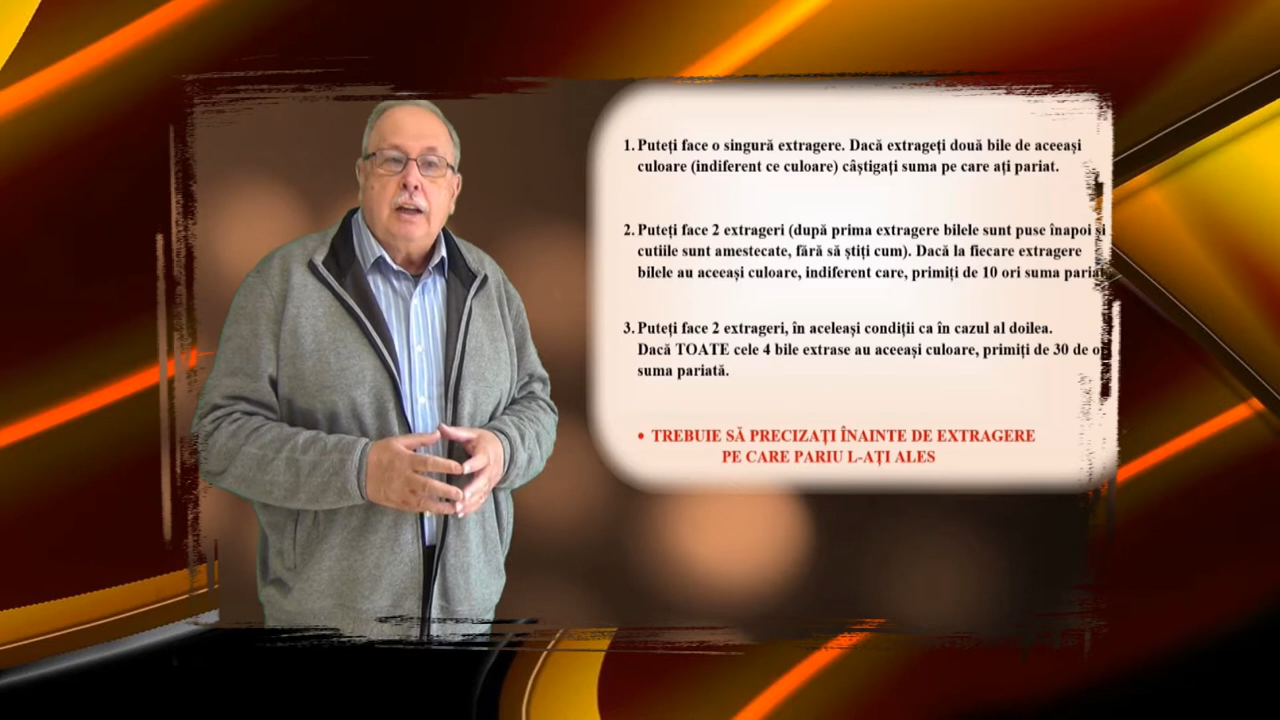 1. Puteți face o singură extragere. Dacă extrageți două bile de aceeași
culoare (indiferent ce culoare) câștigați suma pe care ați pariat.
2. Puteți face 2 extrageri (după prima extragere bilele sunt puse înapoi și
cutiile sunt amestecate, fără să știți cum). Dacă la fiecare extragere
bilele au aceeași culoare, indiferent care, primiți de 10 ori suma
3. Puteți face 2 extrageri, în aceleași condiții ca în cazul al doilea.
Dacă TOATE cele 4 bile extrase au aceeași culoare, primiți de 30 de
suma pariată.
• TREBUIE SĂ PRECIZAȚI ÎNAINTE DE EXTRAGERE
PE CARE PARIU L-AȚI ALES